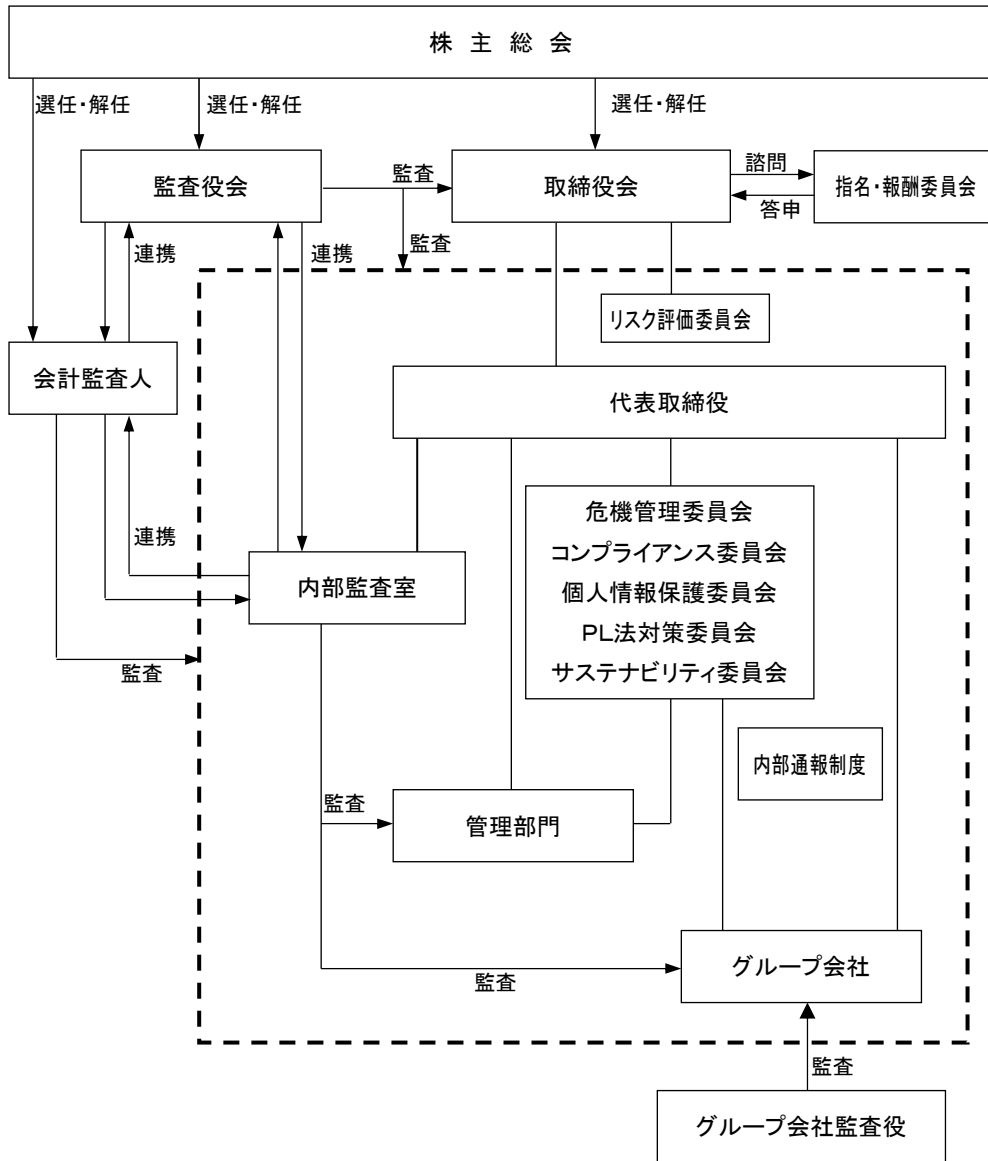 株 主 総 会
選任・解任
選任・解任
選任・解任
監査役会
監査
取締役会
諮問
答申
指名・報酬委員会
監査
連携
連携
リスク評価委員会
会計監査人
代表取締役
危機管理委員会
コンプライアンス委員会
個人情報保護委員会
PL法対策委員会
サステナビリティ委員会
連携
内部監査室
監査
内部通報制度
監査
管理部門
グループ会社
監査
監査
グループ会社監査役